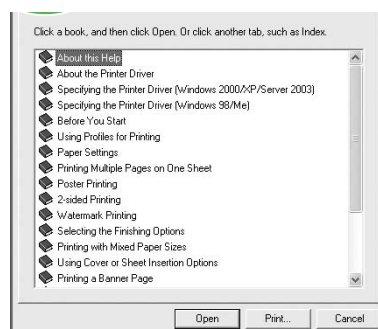 Click a book, and then click Open. Or click another tab, such as Index.
About this Help
About the Printer Driver
Specifying the Printer Driver (Windows 2000/XP/Server 2003)
Specifying the Printer Driver (Windows 98/Me)
Before You Start
Using Profiles for Printing
Paper Settings
Printing Multiple Pages on One Sheet
Poster Printing
2-sided Printing
Watermark Printing
Selecting the Finishing Options
Printing with Mixed Paper Sizes
Using Cover or Sheet Insertion Options
Printing a Banner Page
Open Print... Cancel